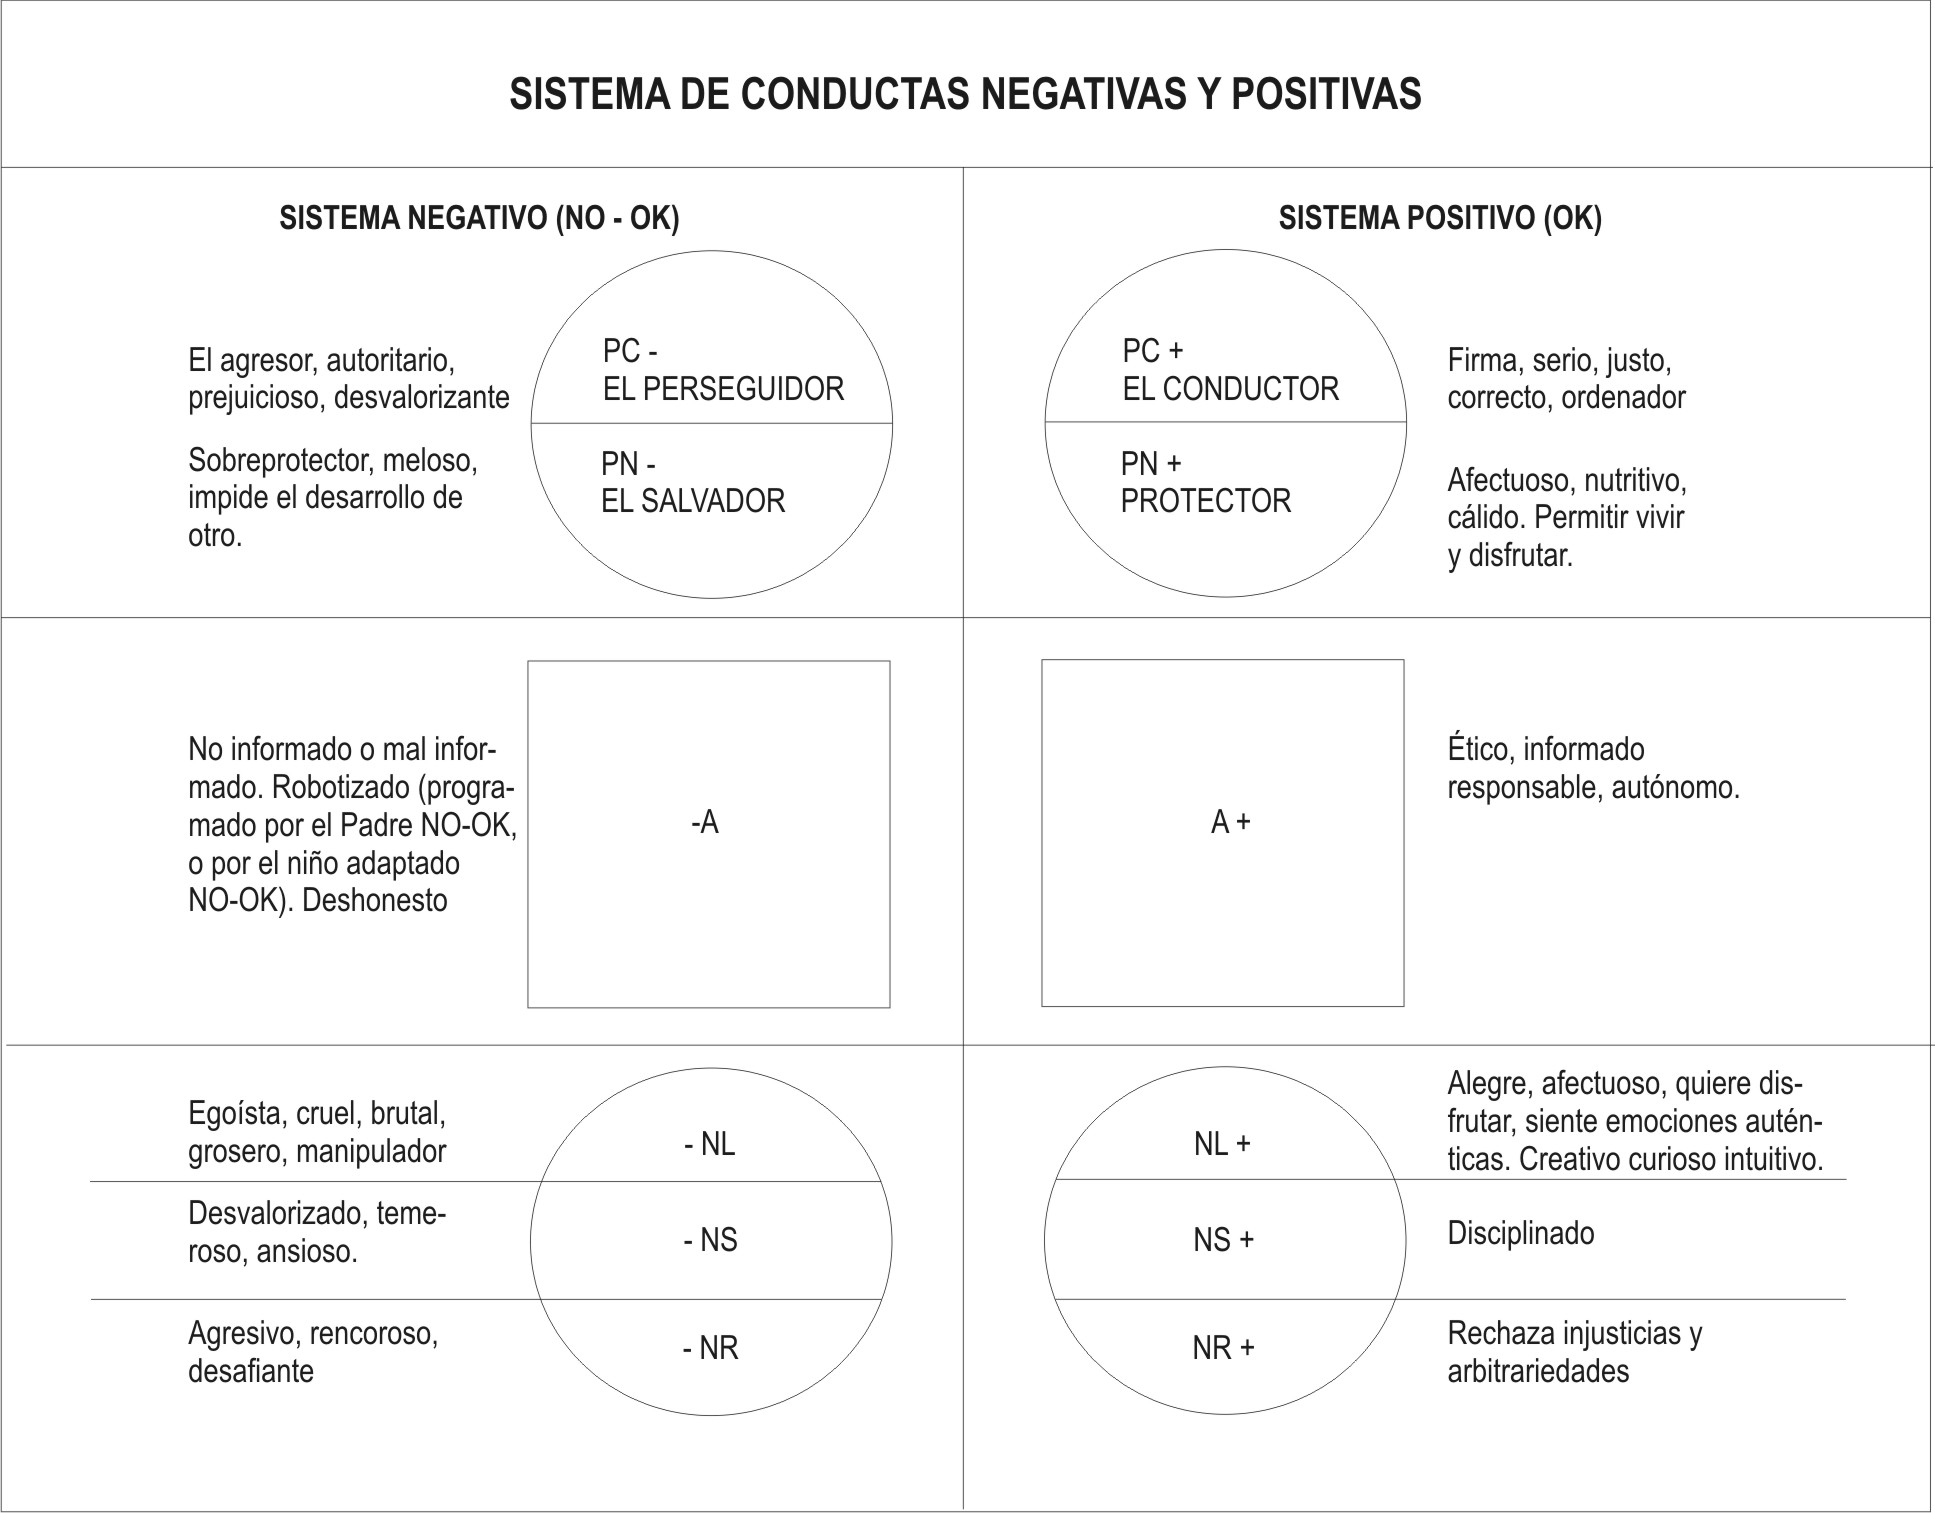 SISTEMA DE CONDUCTAS NEGATIVAS Y POSITIVAS
SISTEMA NEGATIVO (NO - OK)
El agresor, autoritario,
prejuicioso, desvalorizante
PC -
EL PERSEGUIDOR
Sobreprotector, meloso,
impide el desarrollo de
otro.
PN -
EL SALVADOR
SISTEMA POSITIVO (OK)
PC +
EL CONDUCTOR
Firma, serio, justo,
correcto, ordenador
PN +
PROTECTOR
Afectuoso, nutritivo,
cálido. Permitir vivir
y disfrutar.
No informado o mal infor-
mado. Robotizado (progra-
mado por el Padre NO-OK,
o por el niño adaptado
NO-OK). Deshonesto
-A
A +
Ético, informado
responsable, autónomo.
Egoísta, cruel, brutal,
grosero, manipulador
- NL
Desvalorizado, teme-
roso, ansioso.
- NS
Agresivo, rencoroso,
desafiante
- NR
NL +
Alegre, afectuoso, quiere dis-
frutar, siente emociones autén-
ticas. Creativo curioso intuitivo.
NS +
Disciplinado
NR +
Rechaza injusticias y
arbitrariedades